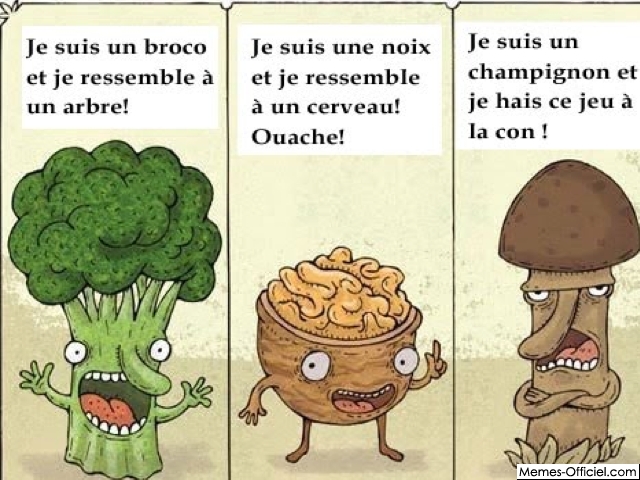 Je suis un broco
et je ressemble à
un arbre!
Je suis une noix
et je ressemble
à un cerveau!
Ouache!
Je suis un
champignon et
je hais ce jeu à
la con !
Memes-Officiel.com